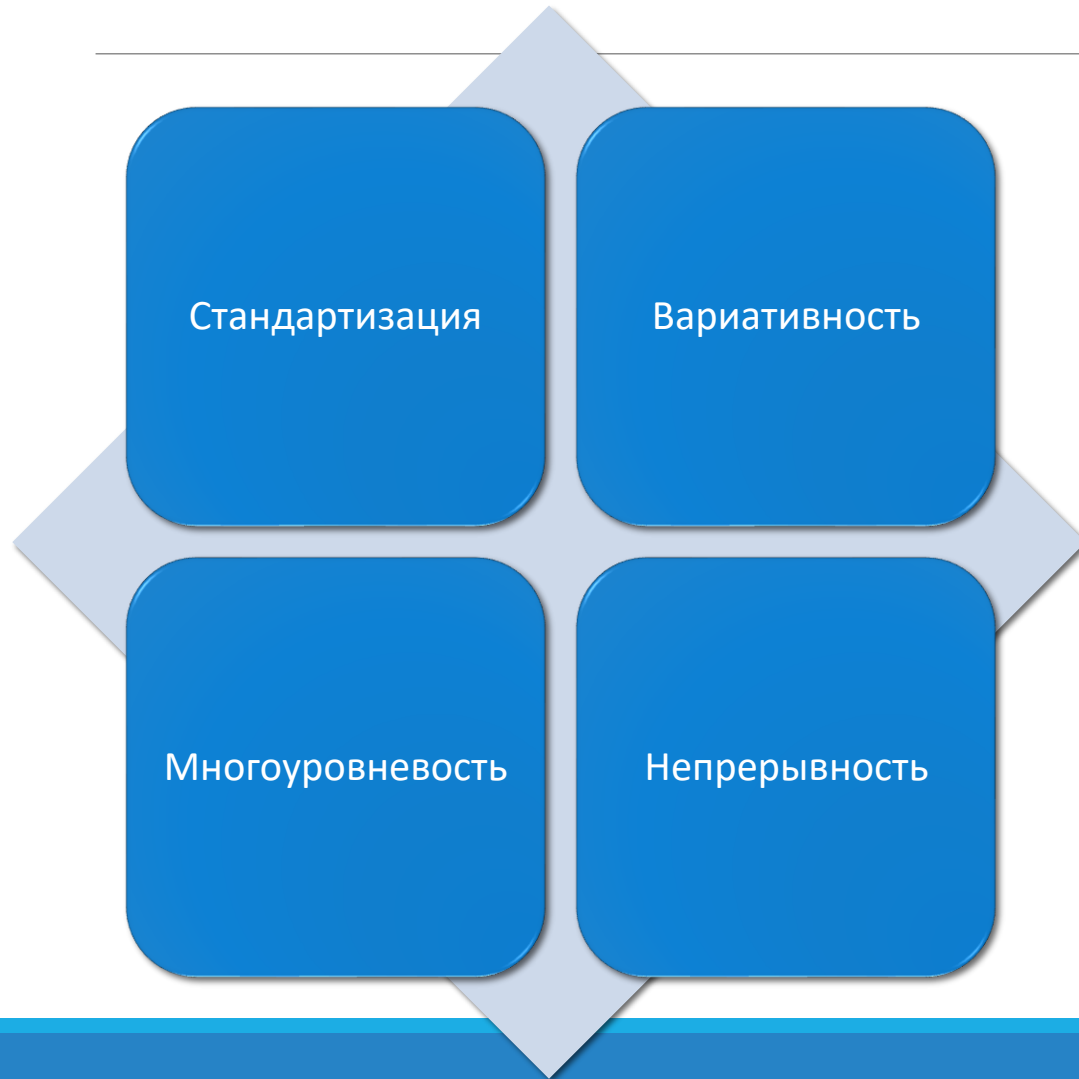 Стандартизация
Вариативность
Многоуровневость
Непрерывность